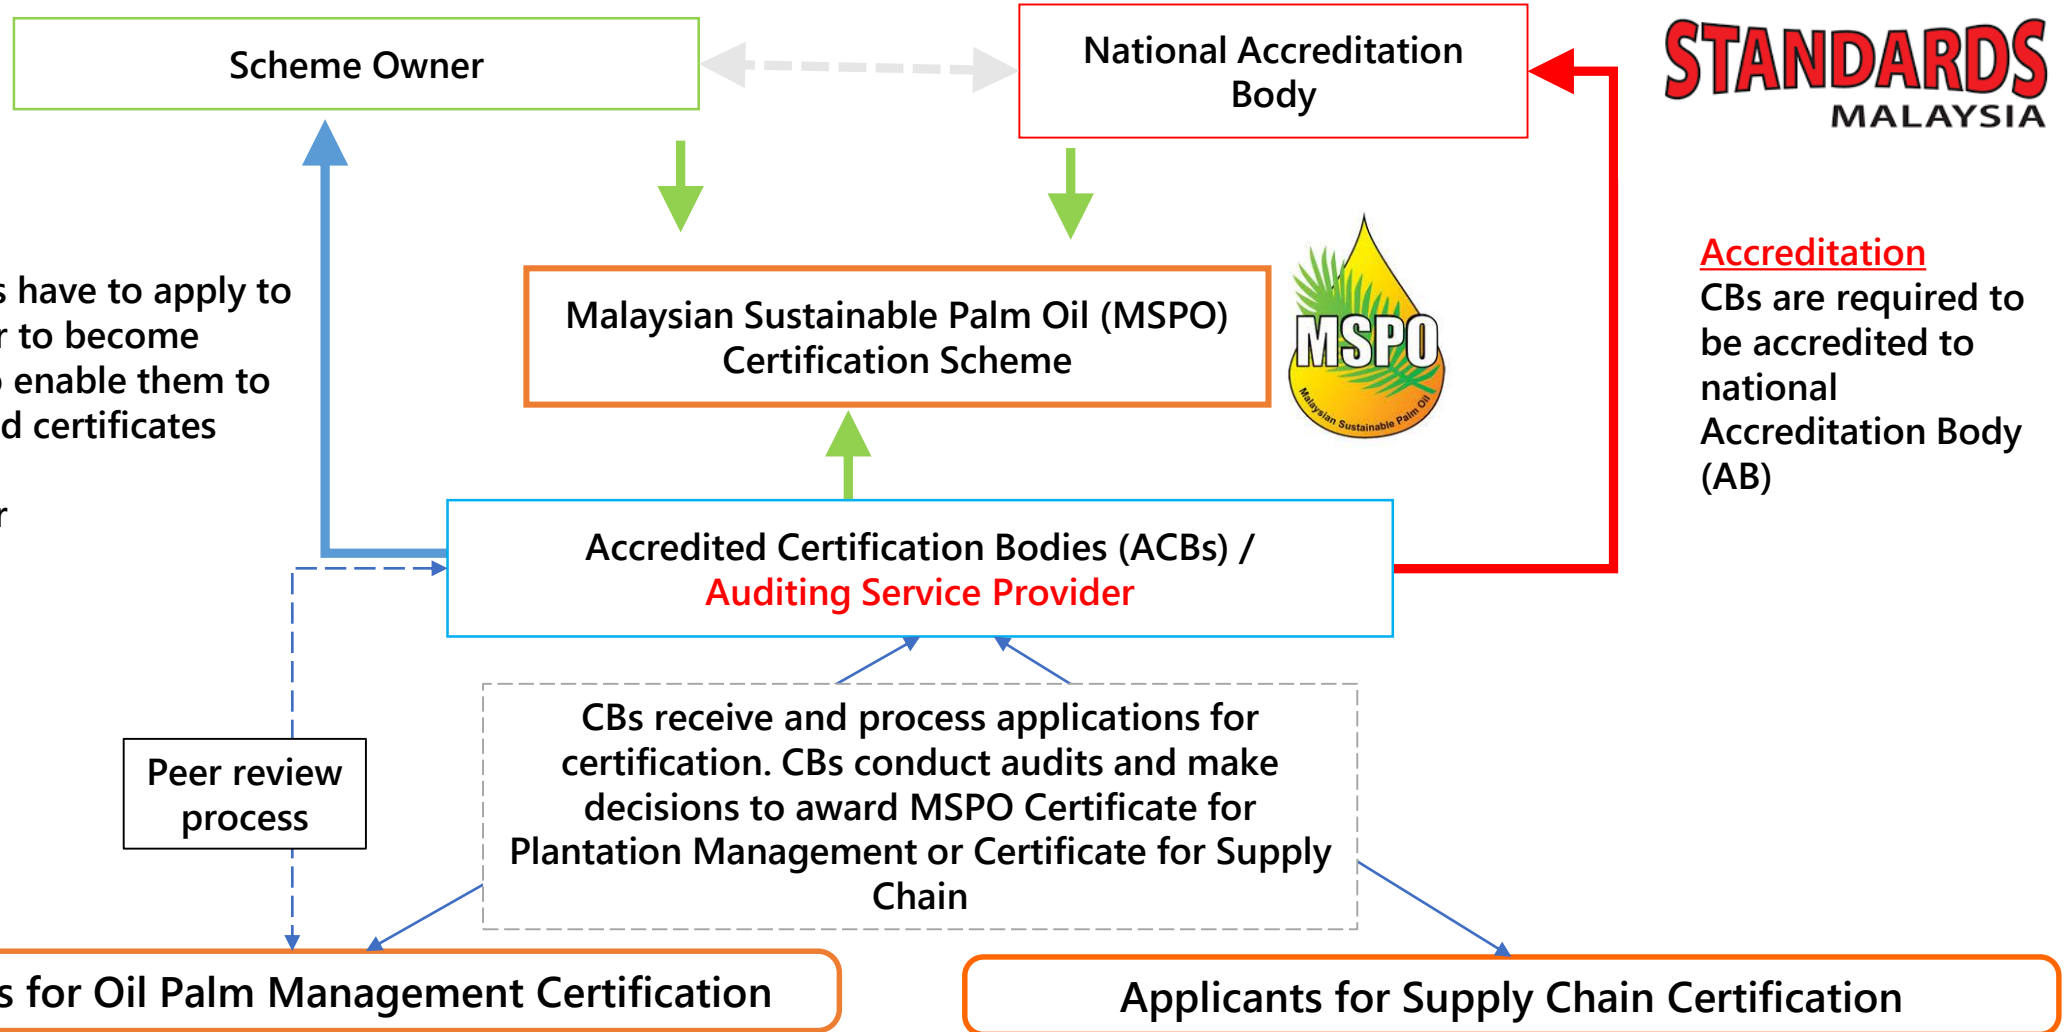 Scheme Owner
National Accreditation
Body
STANDARDS
MALAYSIA
s have to apply to
r to become
o enable them to
d certificates
r
Malaysian Sustainable Palm Oil (MSPO)
Certification Scheme
MSPO
Malaysian Sustainable Palm Oil
Accreditation
CBs are required to
be accredited to
national
Accreditation Body
(AB)
Accredited Certification Bodies (ACBs) /
Auditing Service Provider
Peer review
process
CBs receive and process applications for
certification. CBs conduct audits and make
decisions to award MSPO Certificate for
Plantation Management or Certificate for Supply
Chain
s for Oil Palm Management Certification
Applicants for Supply Chain Certification